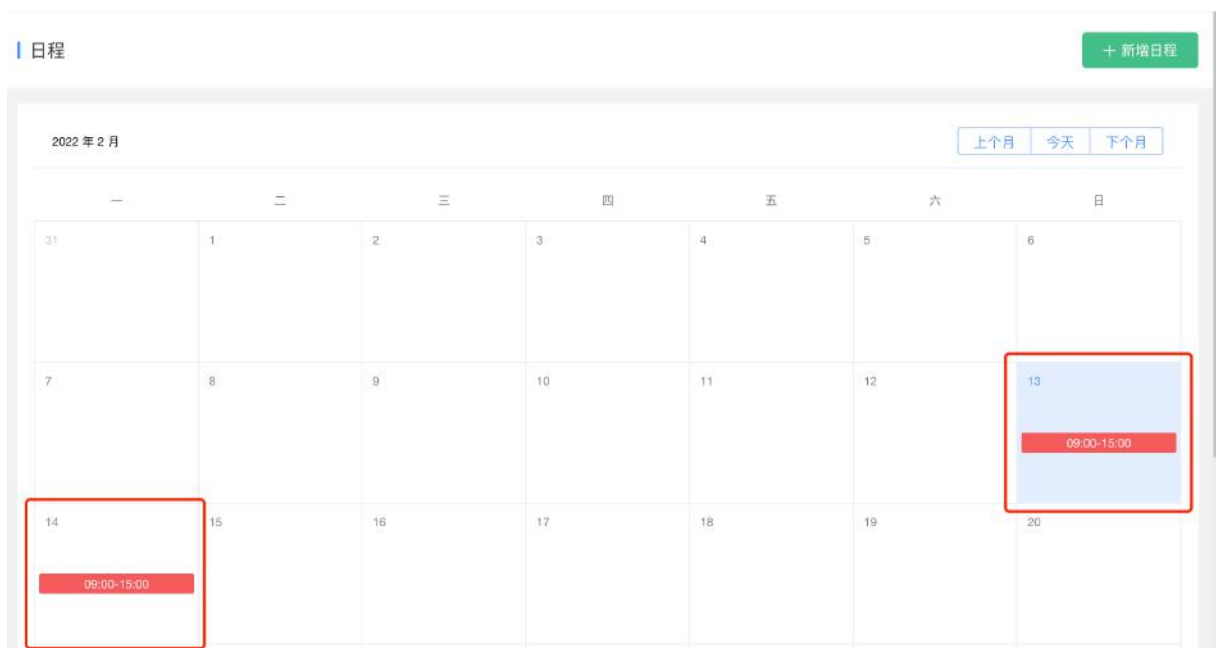 日程
+ 新增日程
2022 年 2 月
上个月 今天 下个月
一 二 三 四 五 六 日
31 1 2 3 4 5 6
7 8 9 10 11 12 13
09:00-15:00
14 15 16 17 18 19 20
09:00-15:00